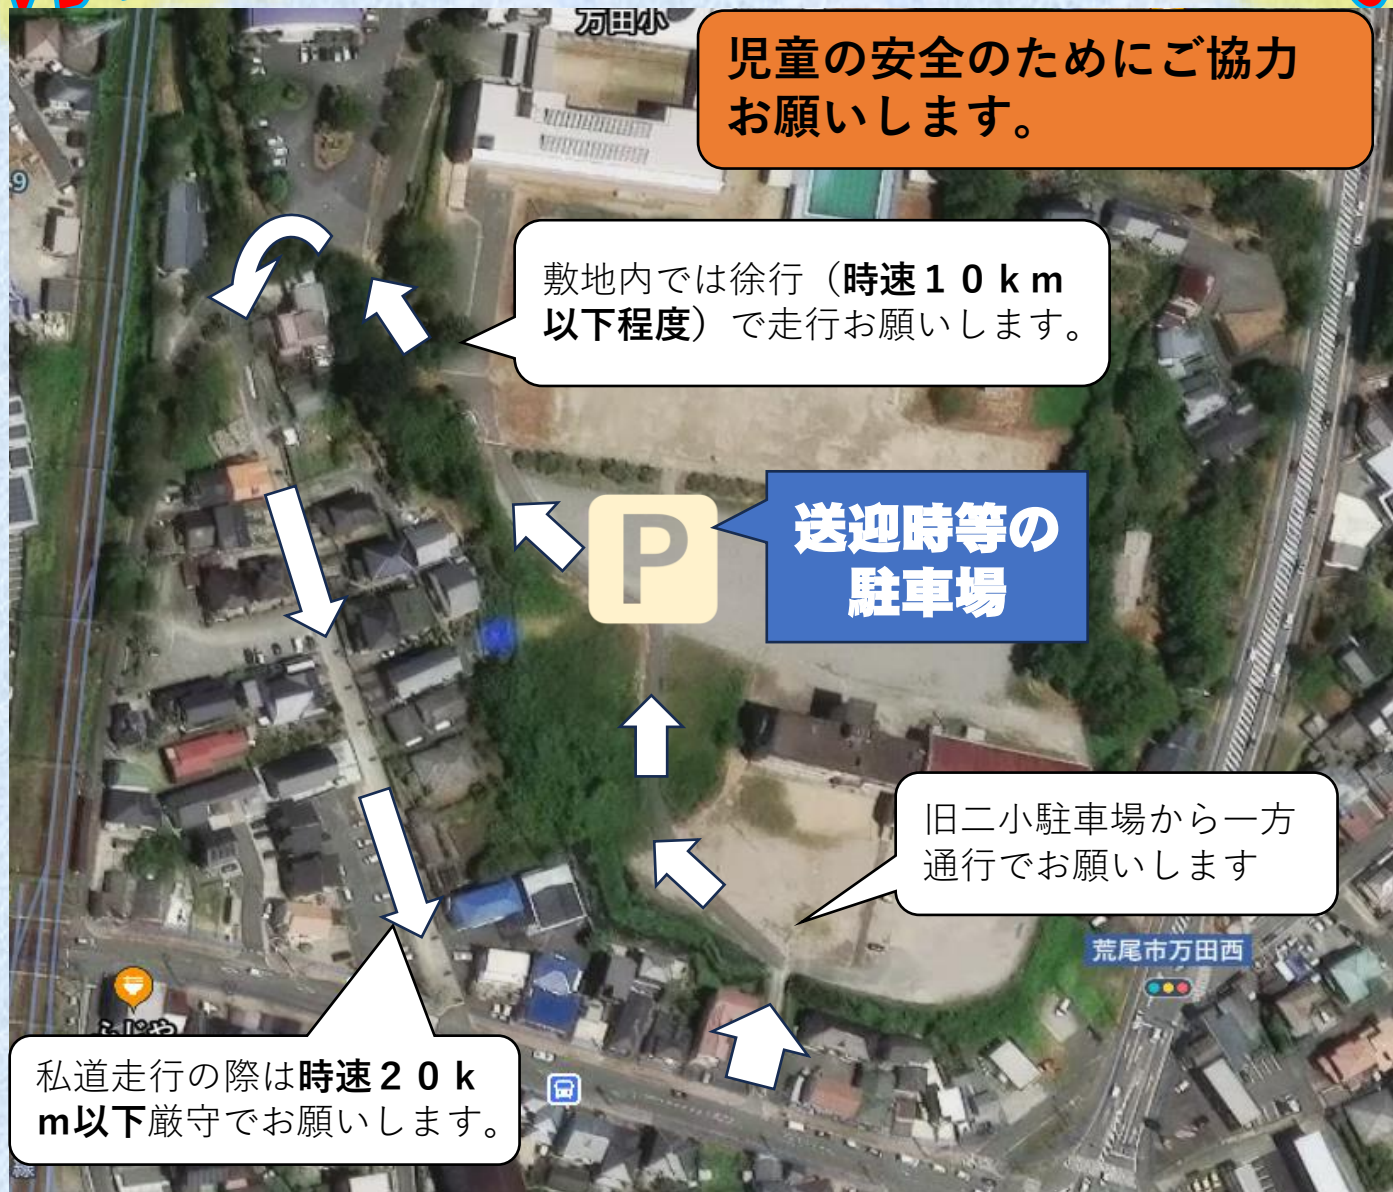 万田小
児童の安全のためにご協力
お願いします。
9
敷地内では徐行（時速１０ｋｍ
以下程度）で走行お願いします。
P
送迎時等の
駐車場
旧二小駐車場から一方
通行でお願いします
荒尾市万田西
ふじや
私道走行の際は時速２０ｋ
ｍ以下厳守でお願いします。
線